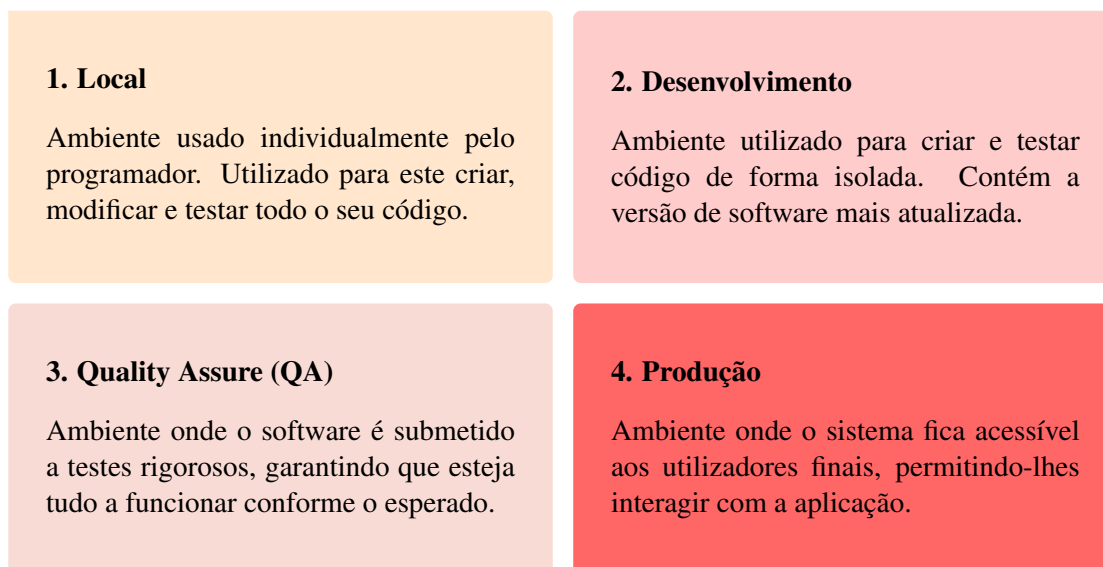 1. Local
Ambiente usado individualmente pelo
programador. Utilizado para este criar,
modificar e testar todo o seu código.
2. Desenvolvimento
Ambiente utilizado para criar e testar
código de forma isolada. Contém a
versão de software mais atualizada.
3. Quality Assure (QA)
Ambiente onde o software é submetido
a testes rigorosos, garantindo que esteja
tudo a funcionar conforme o esperado.
4. Produção
Ambiente onde o sistema fica acessível
aos utilizadores finais, permitindo-lhes
interagir com a aplicação.